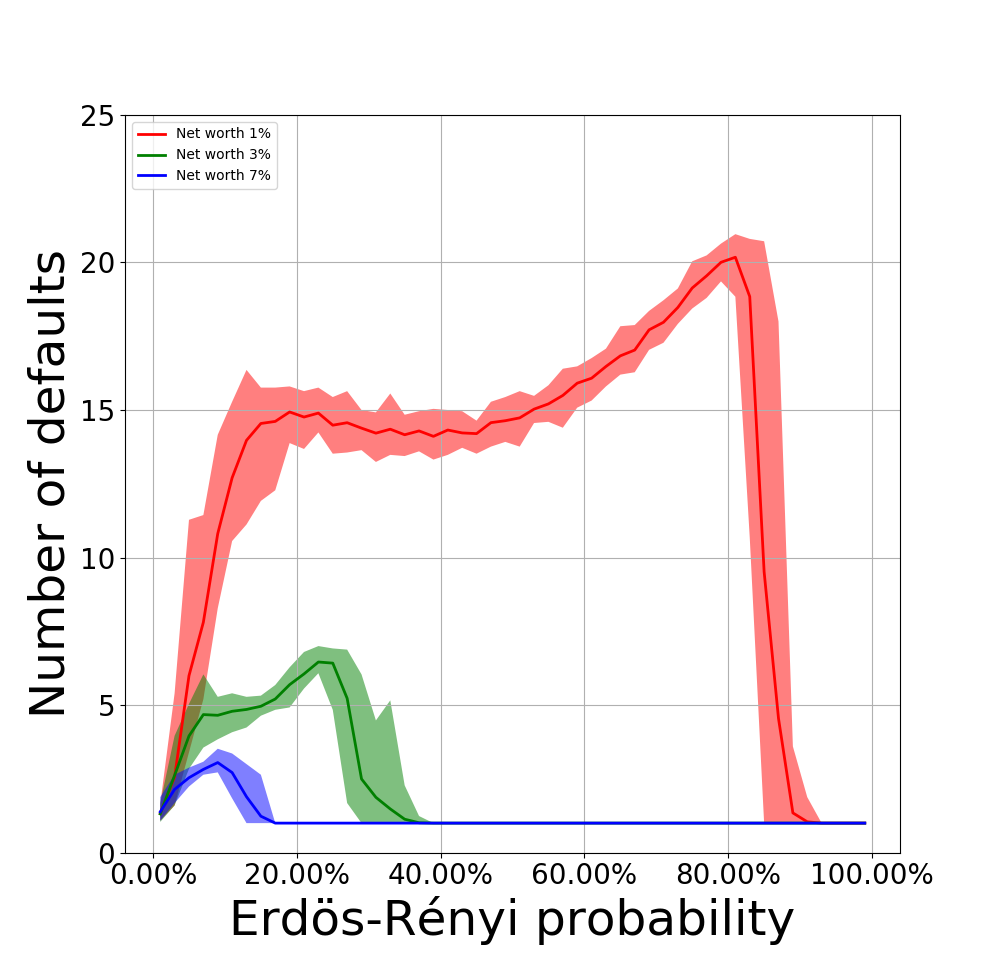 25
20
15
10
5
0
Number of defaults
Net worth 1%
Net worth 3%
Net worth 7%
0.00% 20.00% 40.00% 60.00% 80.00% 100.00%
Erdös-Rényi probability